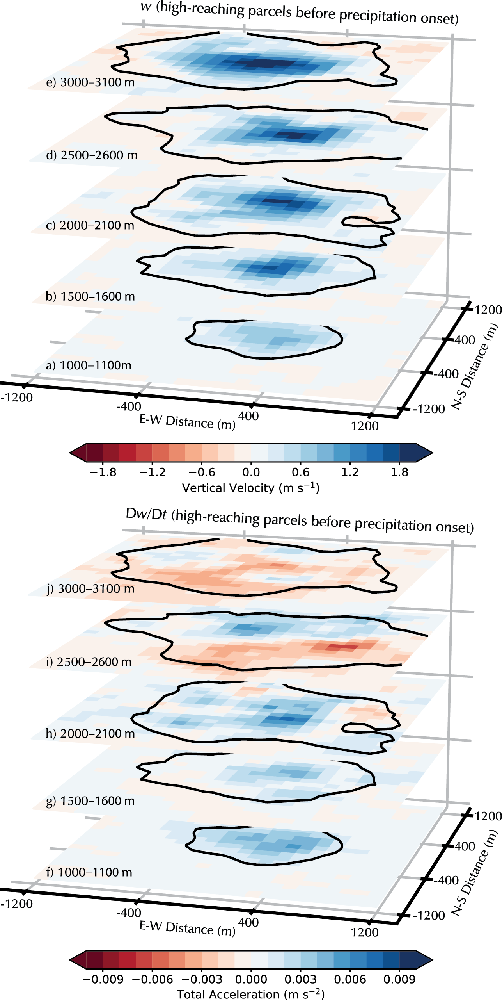 w (high-reaching parcels before precipitation onset)
e) 3000–3100 m
d) 2500–2600 m
c) 2000–2100 m
b) 1500–1600 m
a) 1000–1100m
1200
400
-400
-1200
N-S Distance (m)
-1200
-400
400
1200
E-W Distance (m)
−1.8 −1.2 −0.6 0.0 0.6 1.2 1.8
Vertical Velocity (m s⁻¹)
Dw/Dt (high-reaching parcels before precipitation onset)
j) 3000–3100 m
i) 2500–2600 m
h) 2000–2100 m
g) 1500–1600 m
f) 1000–1100 m
1200
400
-400
-1200
N-S Distance (m)
-1200
-400
400
1200
E-W Distance (m)
−0.009 −0.006 −0.003 0.000 0.003 0.006 0.009
Total Acceleration (m s⁻²)